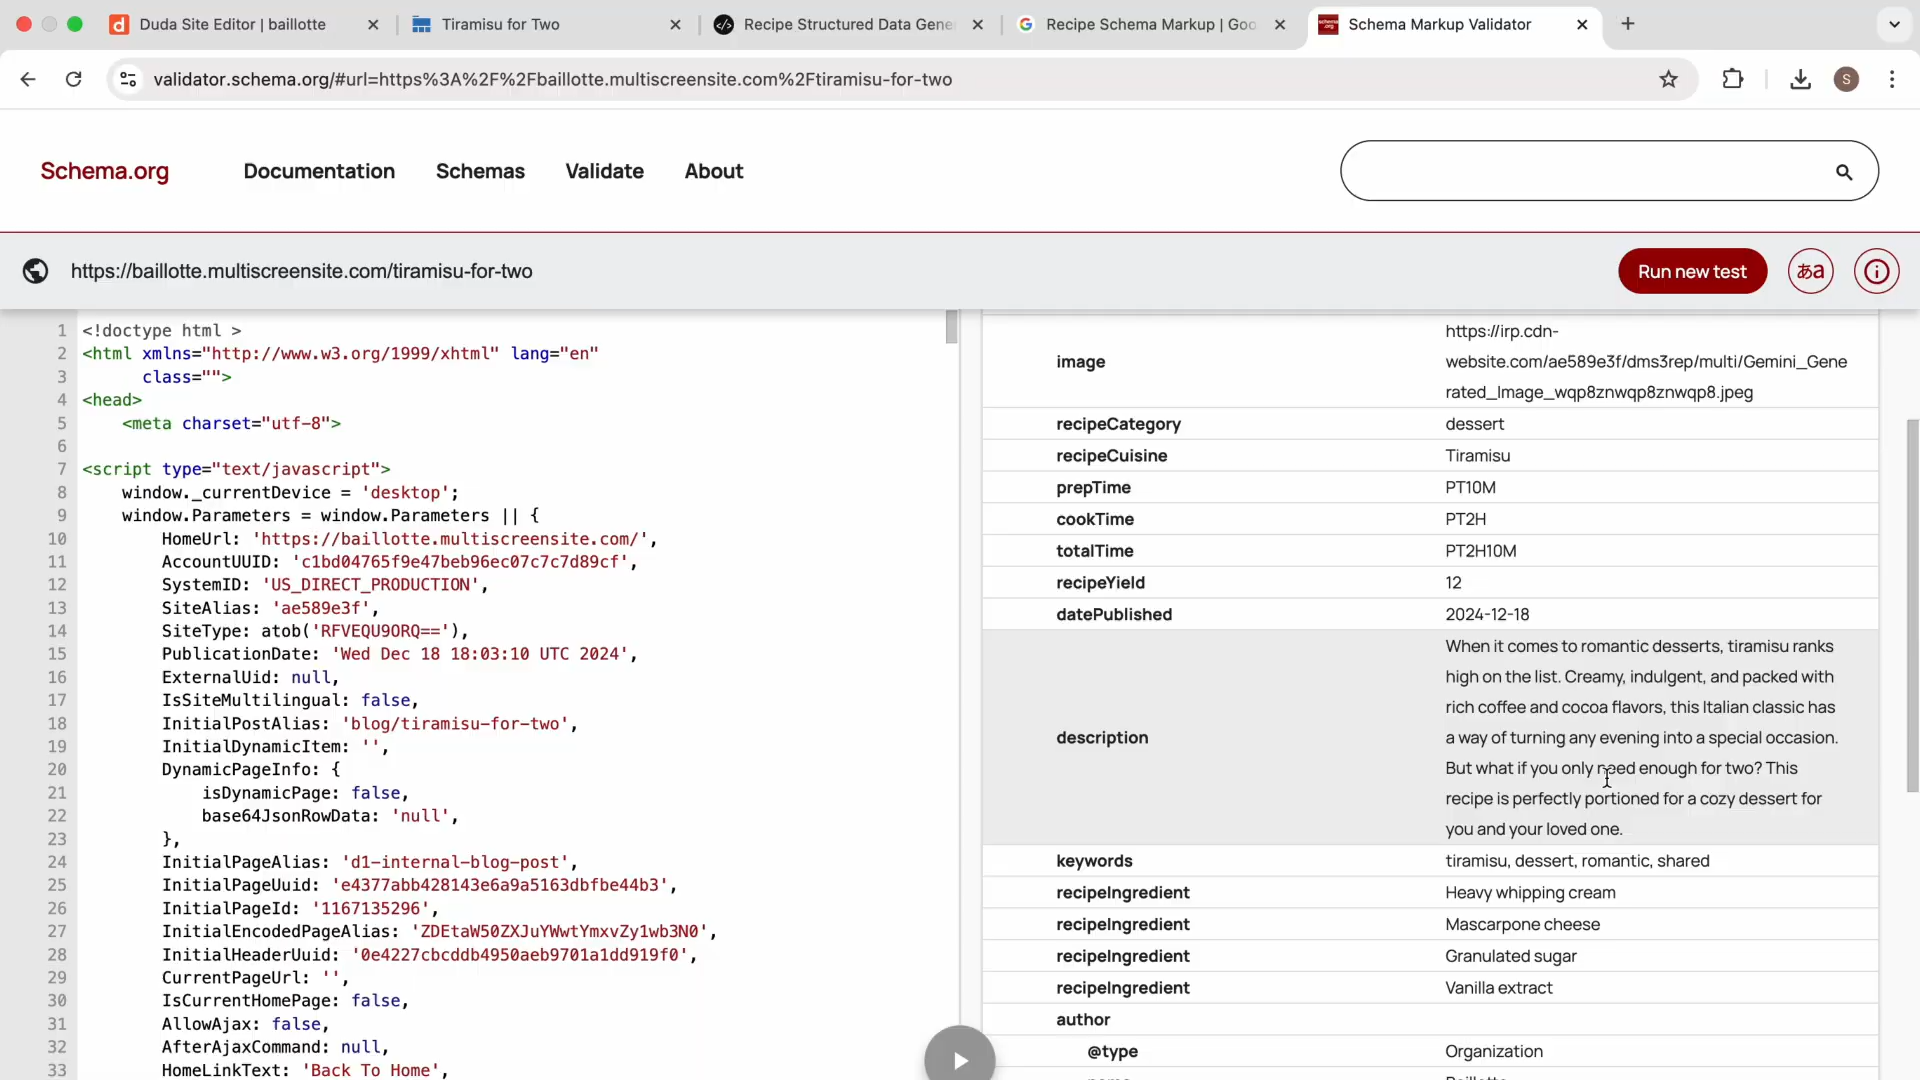 Duda Site Editor | baillotte
Tiramisu for Two
Recipe Structured Data Gene
Recipe Schema Markup | Goo
Schema Markup Validator
validator.schema.org/#url=https%3A%2F%2Fbaillotte.multiscreensite.com%2Ftiramisu-for-two
S
Schema.org
Documentation
Schemas
Validate
About
https://baillotte.multiscreensite.com/tiramisu-for-two
Run new test
あa
1 <!doctype html >
2 <html xmlns="http://www.w3.org/1999/xhtml" lang="en"
3 class="">
4 <head>
5 <meta charset="utf-8">
6
7 <script type="text/javascript">
8 window._currentDevice = 'desktop';
9 window.Parameters = window.Parameters || {
10 HomeUrl: 'https://baillotte.multiscreensite.com/',
11 AccountUUID: 'c1bd04765f9e47beb96ec07c7c7d89cf',
12 SystemID: 'US_DIRECT_PRODUCTION',
13 SiteAlias: 'ae589e3f',
14 SiteType: atob('RFVEQU9ORQ=='),
15 PublicationDate: 'Wed Dec 18 18:03:10 UTC 2024',
16 ExternalUid: null,
17 IsSiteMultilingual: false,
18 InitialPostAlias: 'blog/tiramisu-for-two',
19 InitialDynamicItem: '',
20 DynamicPageInfo: {
21 isDynamicPage: false,
22 base64JsonRowData: 'null',
23 },
24 InitialPageAlias: 'd1-internal-blog-post',
25 InitialPageUuid: 'e4377abb428143e6a9a5163dbfbe44b3',
26 InitialPageId: '1167135296',
27 InitialEncodedPageAlias: 'ZDEtaW50ZXJuYWwtYmxvZy1wb3N0',
28 InitialHeaderUuid: '0e4227cbcddb4950aeb9701a1dd919f0',
29 CurrentPageUrl: '',
30 IsCurrentHomePage: false,
31 AllowAjax: false,
32 AfterAjaxCommand: null,
33 HomeLinkText: 'Back To Home',
image
https://irp.cdn-
website.com/ae589e3f/dms3rep/multi/Gemini_Gene
rated_Image_wqp8znwqp8znwqp8.jpeg
recipeCategory dessert
recipeCuisine Tiramisu
prepTime PT10M
cookTime PT2H
totalTime PT2H10M
recipeYield 12
datePublished 2024-12-18
description
When it comes to romantic desserts, tiramisu ranks
high on the list. Creamy, indulgent, and packed with
rich coffee and cocoa flavors, this Italian classic has
a way of turning any evening into a special occasion.
But what if you only need enough for two? This
recipe is perfectly portioned for a cozy dessert for
you and your loved one.
keywords tiramisu, dessert, romantic, shared
recipeIngredient Heavy whipping cream
recipeIngredient Mascarpone cheese
recipeIngredient Granulated sugar
recipeIngredient Vanilla extract
author
@type Organization